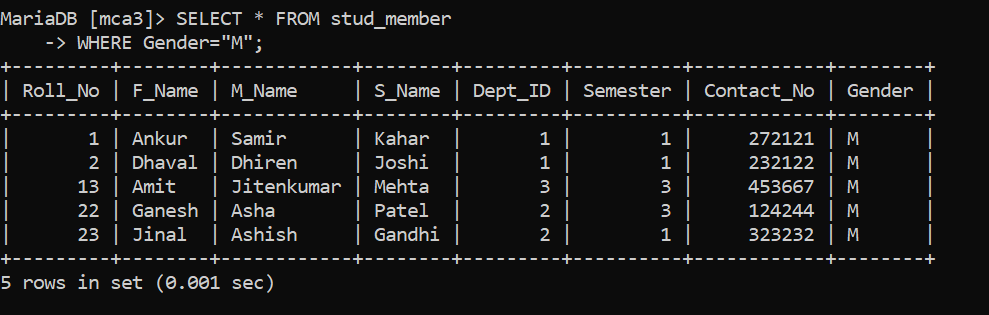 MariaDB [mca3]> SELECT * FROM stud_member
    -> WHERE Gender="M";
+---------+--------+------------+--------+---------+----------+------------+--------+
| Roll_No | F_Name | M_Name     | S_Name | Dept_ID | Semester | Contact_No | Gender |
+---------+--------+------------+--------+---------+----------+------------+--------+
|       1 | Ankur  | Samir      | Kahar  |       1 |        1 |     272121 | M      |
|       2 | Dhaval | Dhiren     | Joshi  |       1 |        1 |     232122 | M      |
|      13 | Amit   | Jitenkumar | Mehta  |       3 |        3 |     453667 | M      |
|      22 | Ganesh | Asha       | Patel  |       2 |        3 |     124244 | M      |
|      23 | Jinal  | Ashish     | Gandhi |       2 |        1 |     323232 | M      |
+---------+--------+------------+--------+---------+----------+------------+--------+
5 rows in set (0.001 sec)